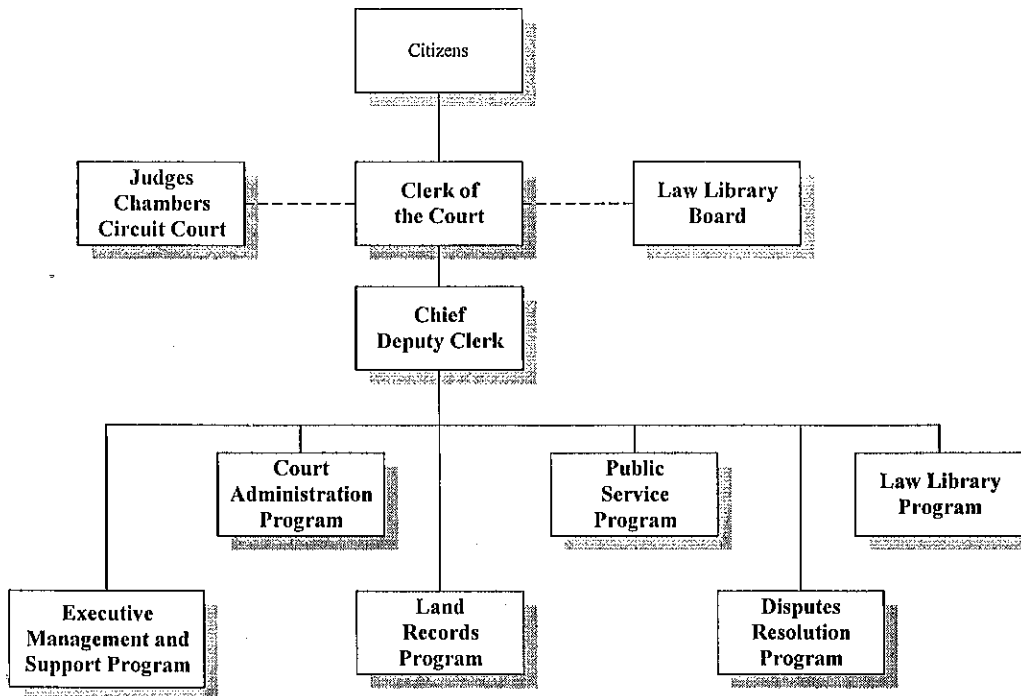 Citizens
Judges
Chambers
Circuit Court
Clerk of
the Court
Law Library
Board
Chief
Deputy Clerk
Court
Administration
Program
Public
Service
Program
Law Library
Program
Executive
Management and
Support Program
Land
Records
Program
Disputes
Resolution
Program